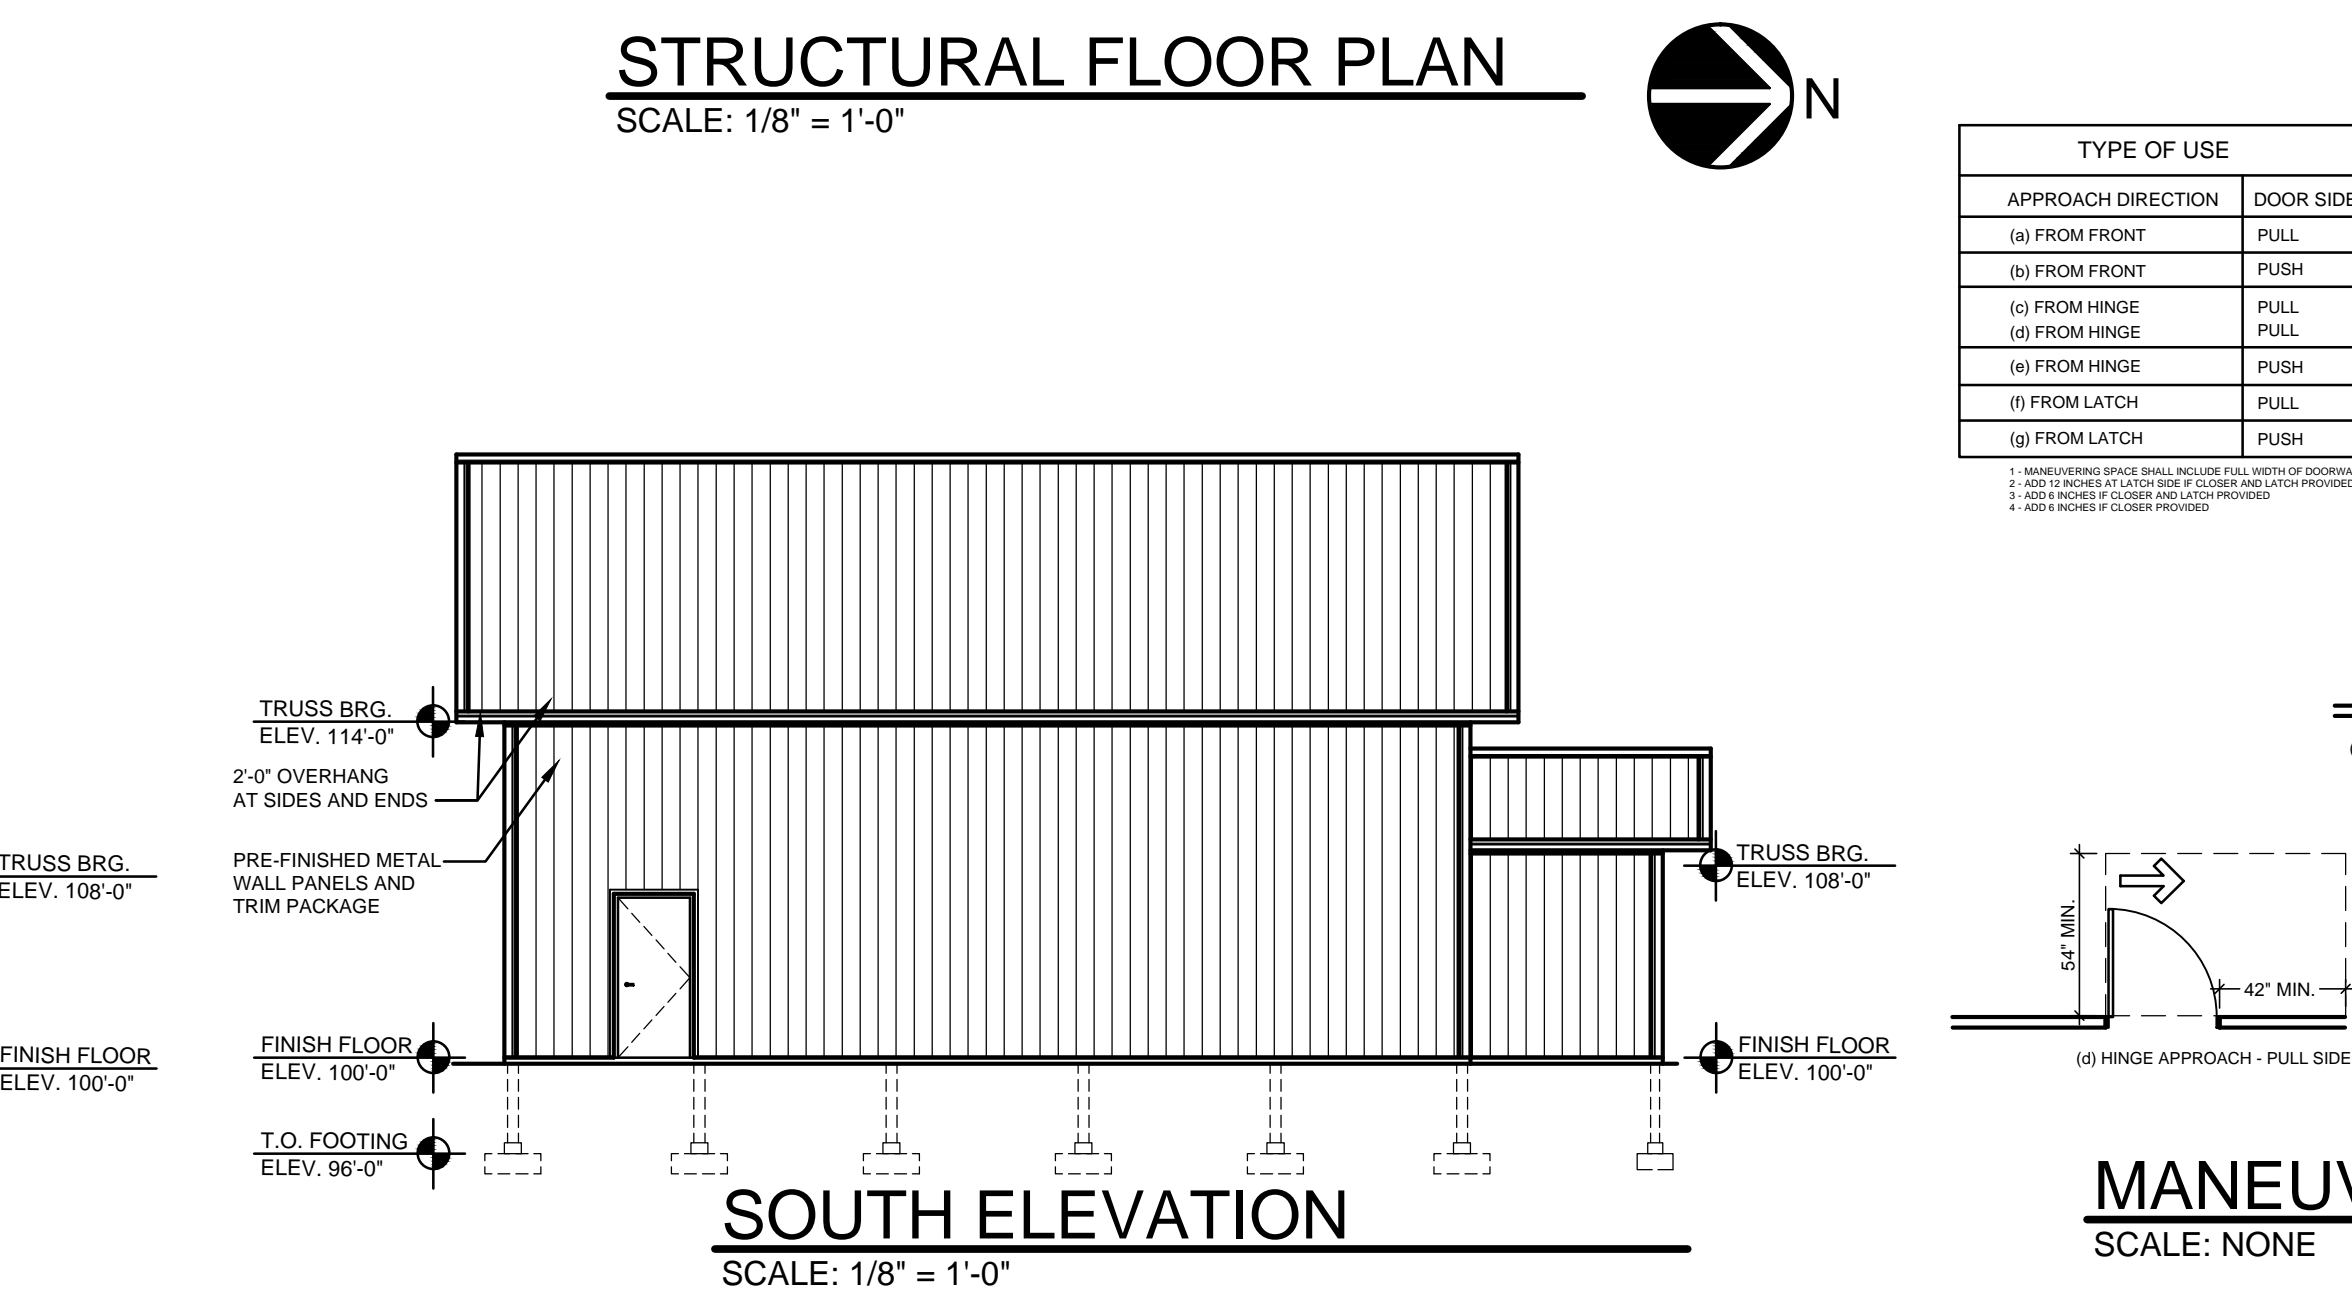 STRUCTURAL FLOOR PLAN
SCALE: 1/8" = 1'-0"
N
TYPE OF USE
APPROACH DIRECTION DOOR SIDE
(a) FROM FRONT PULL
(b) FROM FRONT PUSH
(c) FROM HINGE PULL
(d) FROM HINGE PULL
(e) FROM HINGE PUSH
(f) FROM LATCH PULL
(g) FROM LATCH PUSH
1 - MANEUVERING SPACE SHALL INCLUDE FULL WIDTH OF DOORWA
2 - ADD 12 INCHES AT LATCH SIDE IF CLOSER AND LATCH PROVIDED
3 - ADD 6 INCHES IF CLOSER AND LATCH PROVIDED
4 - ADD 6 INCHES IF CLOSER PROVIDED
TRUSS BRG.
ELEV. 108'-0"
FINISH FLOOR
ELEV. 100'-0"
TRUSS BRG.
ELEV. 114'-0"
2'-0" OVERHANG
AT SIDES AND ENDS
PRE-FINISHED METAL
WALL PANELS AND
TRIM PACKAGE
FINISH FLOOR
ELEV. 100'-0"
T.O. FOOTING
ELEV. 96'-0"
TRUSS BRG.
ELEV. 108'-0"
FINISH FLOOR
ELEV. 100'-0"
SOUTH ELEVATION
SCALE: 1/8" = 1'-0"
54" MIN.
42" MIN.
(d) HINGE APPROACH - PULL SIDE
MANEUV
SCALE: NONE